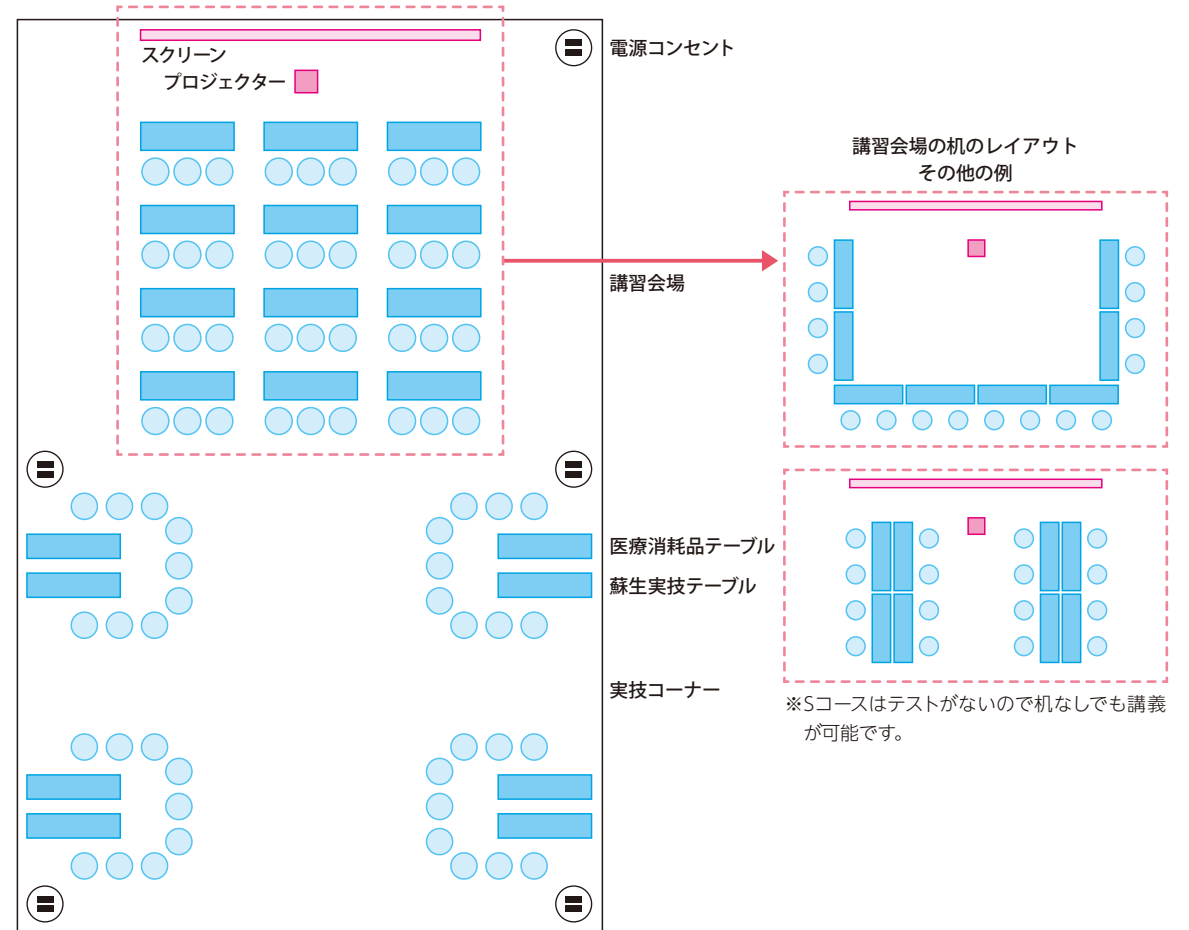 スクリーン
プロジェクター
電源コンセント
講習会場
医療消耗品テーブル
蘇生実技テーブル
実技コーナー
講習会場の机のレイアウト
その他の例
※Sコースはテストがないので机なしでも講義
が可能です。